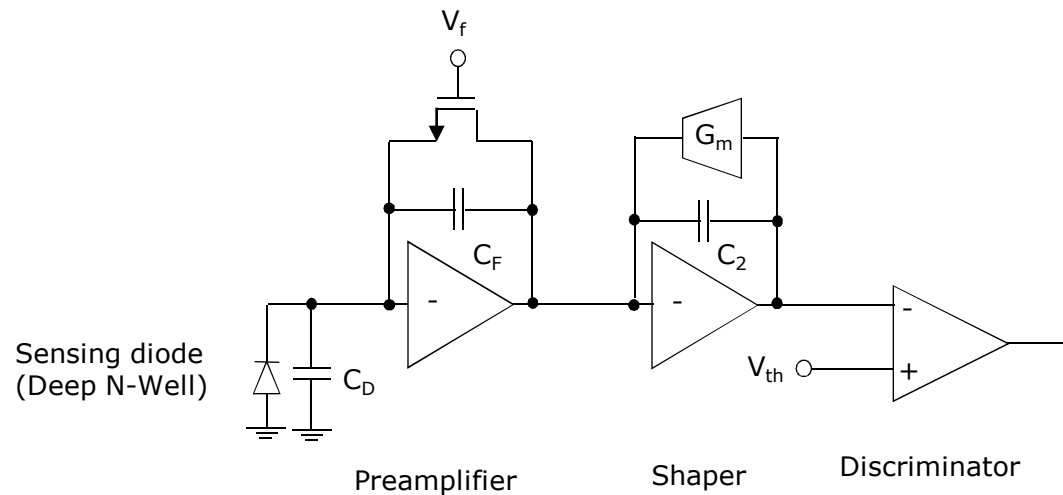 V_f
G_m
C_F
C_2
-
-
-
Sensing diode
(Deep N-Well)
C_D
V_th
+
Preamplifier
Shaper
Discriminator